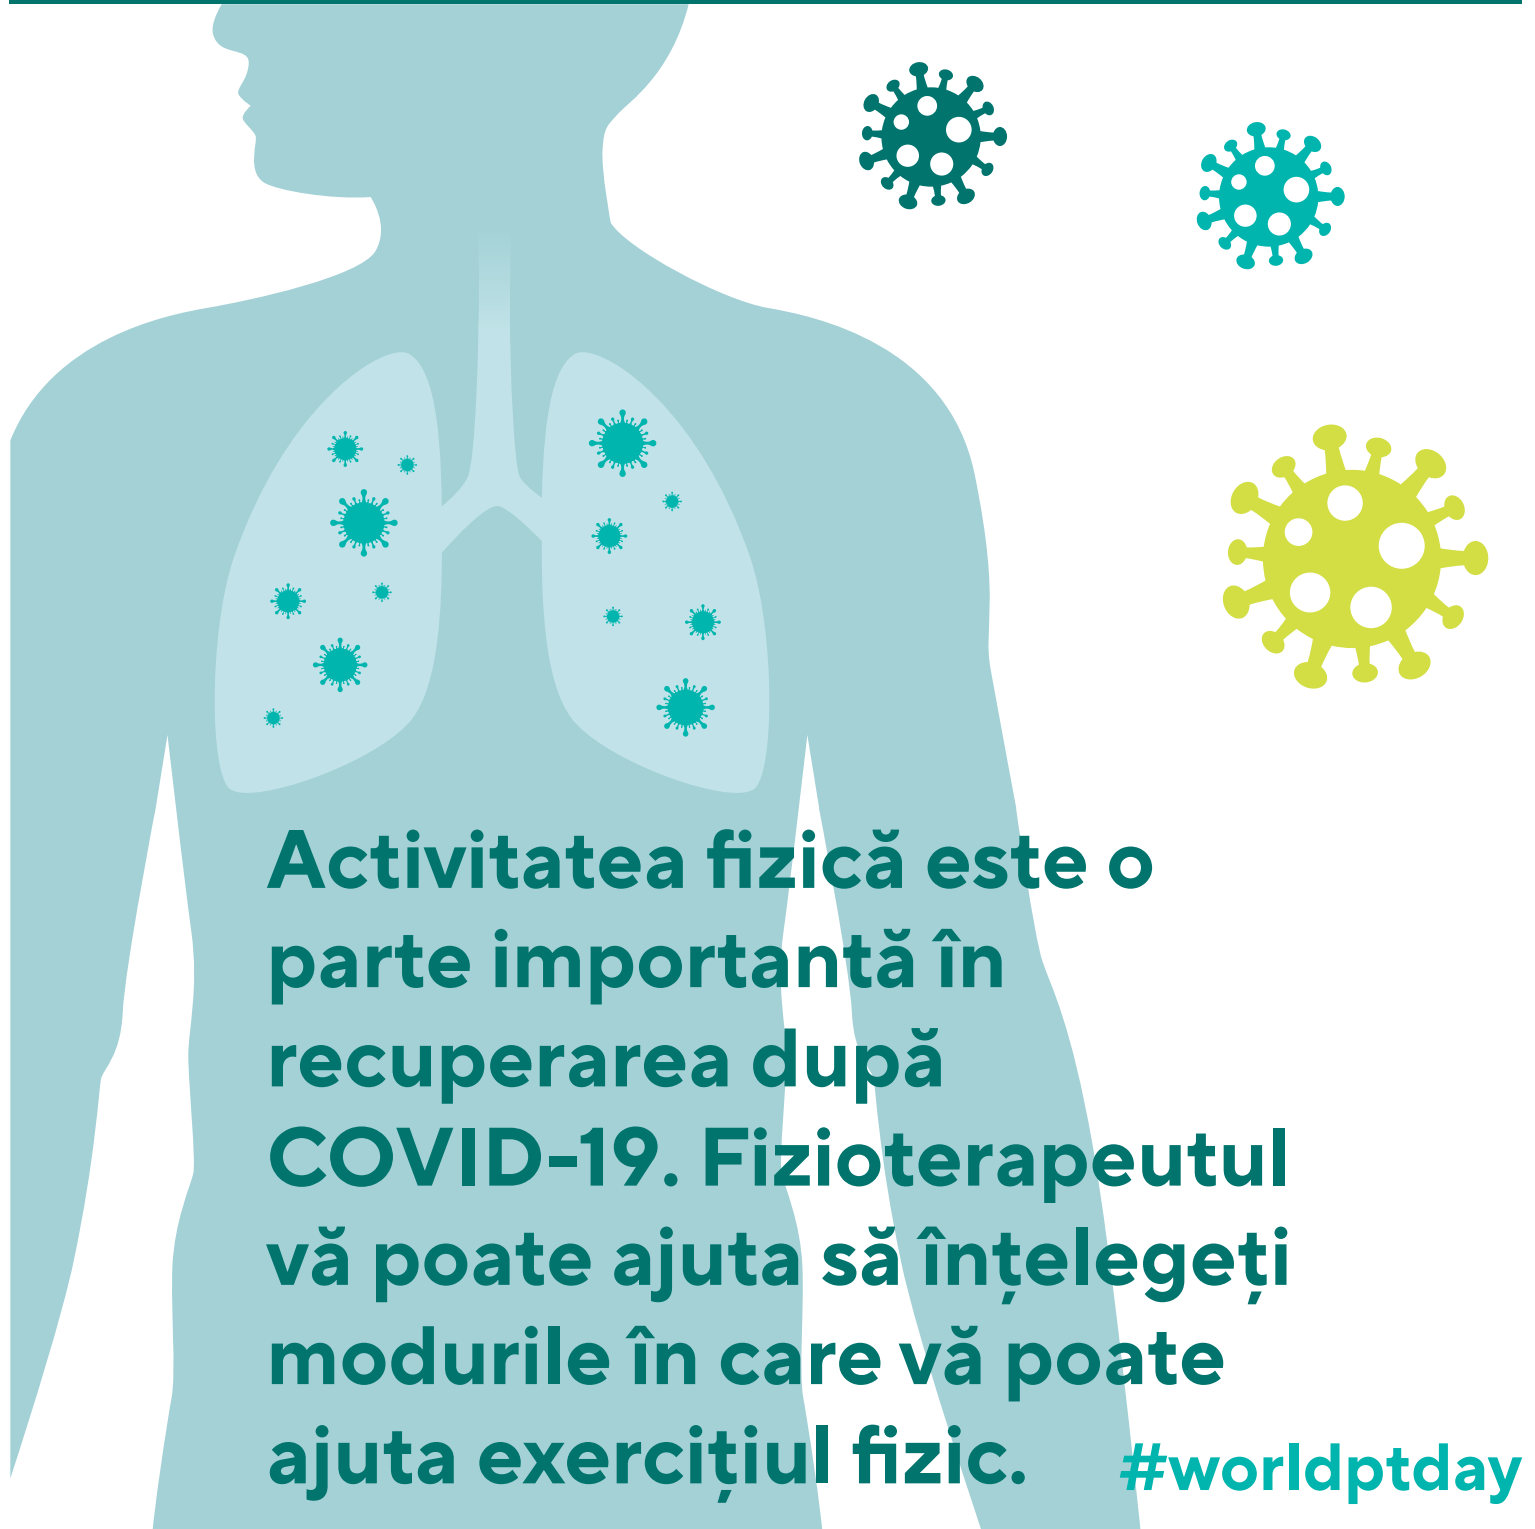 Activitatea fizică este o
parte importantă în
recuperarea după
COVID-19. Fizioterapeutul
vă poate ajuta să înțelegeți
modurile în care vă poate
ajuta exercițiul fizic.
#worldptday